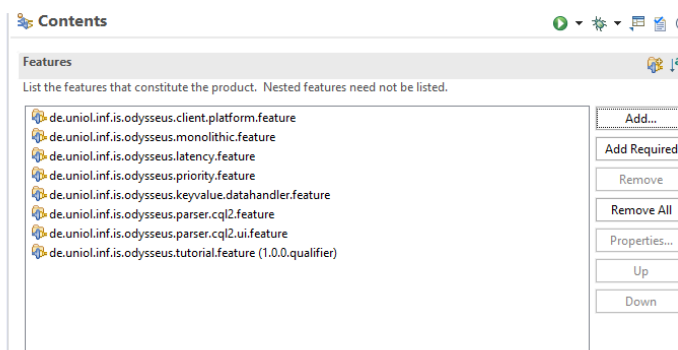 Contents
Features
List the features that constitute the product. Nested features need not be listed.
de.uniol.inf.is.odysseus.client.platform.feature
de.uniol.inf.is.odysseus.monolithic.feature
de.uniol.inf.is.odysseus.latency.feature
de.uniol.inf.is.odysseus.priority.feature
de.uniol.inf.is.odysseus.keyvalue.datahandler.feature
de.uniol.inf.is.odysseus.parser.cql2.feature
de.uniol.inf.is.odysseus.parser.cql2.ui.feature
de.uniol.inf.is.odysseus.tutorial.feature (1.0.0.qualifier)
Add...
Add Required
Remove
Remove All
Properties...
Up
Down